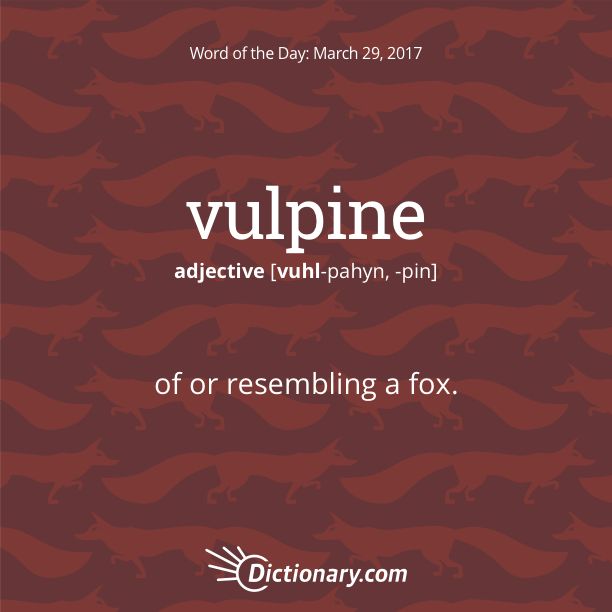 Word of the Day: March 29, 2017
vulpine
adjective [vuhl-pahyn, -pin]
of or resembling a fox.
Dictionary.com